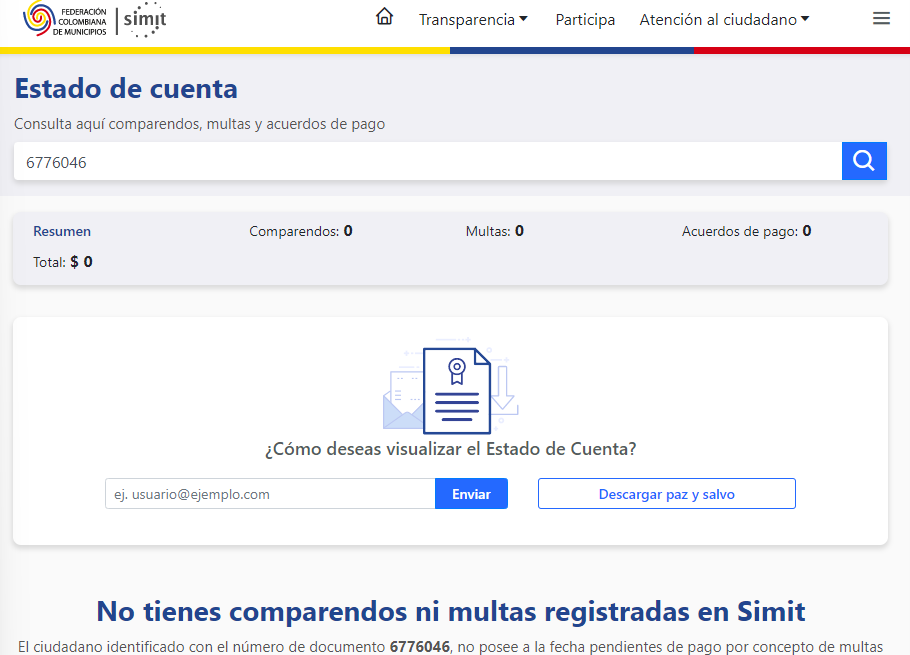 FEDERACIÓN
COLOMBIANA
DE MUNICIPIOS
simit
Transparencia Participa Atención al ciudadano
Estado de cuenta
Consulta aquí comparendos, multas y acuerdos de pago
6776046
Resumen Comparendos: 0 Multas: 0 Acuerdos de pago: 0
Total: $ 0
¿Cómo deseas visualizar el Estado de Cuenta?
ej. usuario@ejemplo.com Enviar Descargar paz y salvo
No tienes comparendos ni multas registradas en Simit
El ciudadano identificado con el número de documento 6776046, no posee a la fecha pendientes de pago por concepto de multas